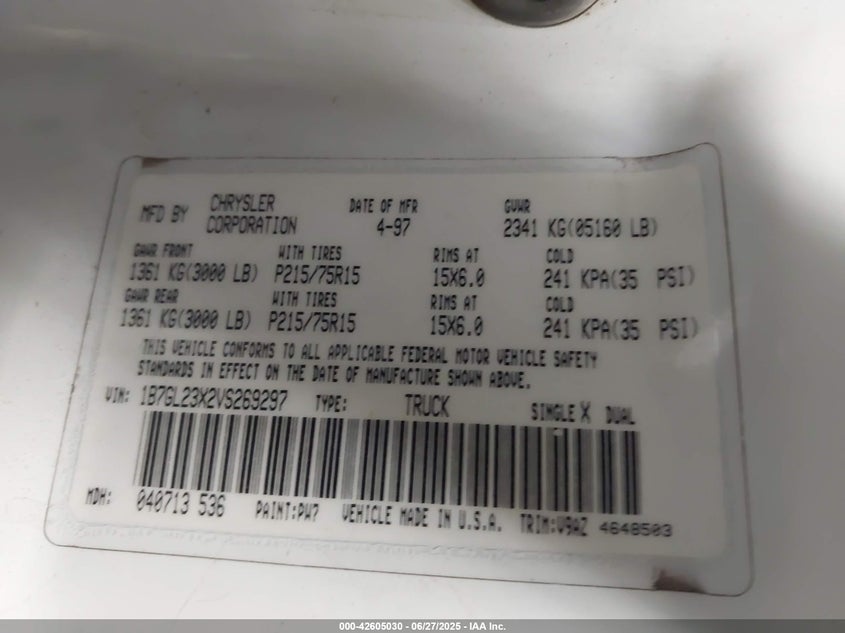 MFD BY CHRYSLER CORPORATION DATE OF MFR 4-97 GVWR 2341 KG(05160 LB)
GAWR FRONT WITH TIRES RIMS AT COLD
1361 KG(3000 LB) P215/75R15 15X6.0 241 KPA(35 PSI)
GAWR REAR WITH TIRES RIMS AT COLD
1361 KG(3000 LB) P215/75R15 15X6.0 241 KPA(35 PSI)
THIS VEHICLE CONFORMS TO ALL APPLICABLE FEDERAL MOTOR VEHICLE SAFETY
STANDARDS IN EFFECT ON THE DATE OF MANUFACTURE SHOWN ABOVE.
VIN: 1B7GL23X2VS269297 TYPE: TRUCK SINGLE X DUAL
MDH: 040713 536 PAINT:PW7 VEHICLE MADE IN U.S.A. TRIM:V9AZ 4648503
000-42605030 - 06/27/2025 - IAA Inc.